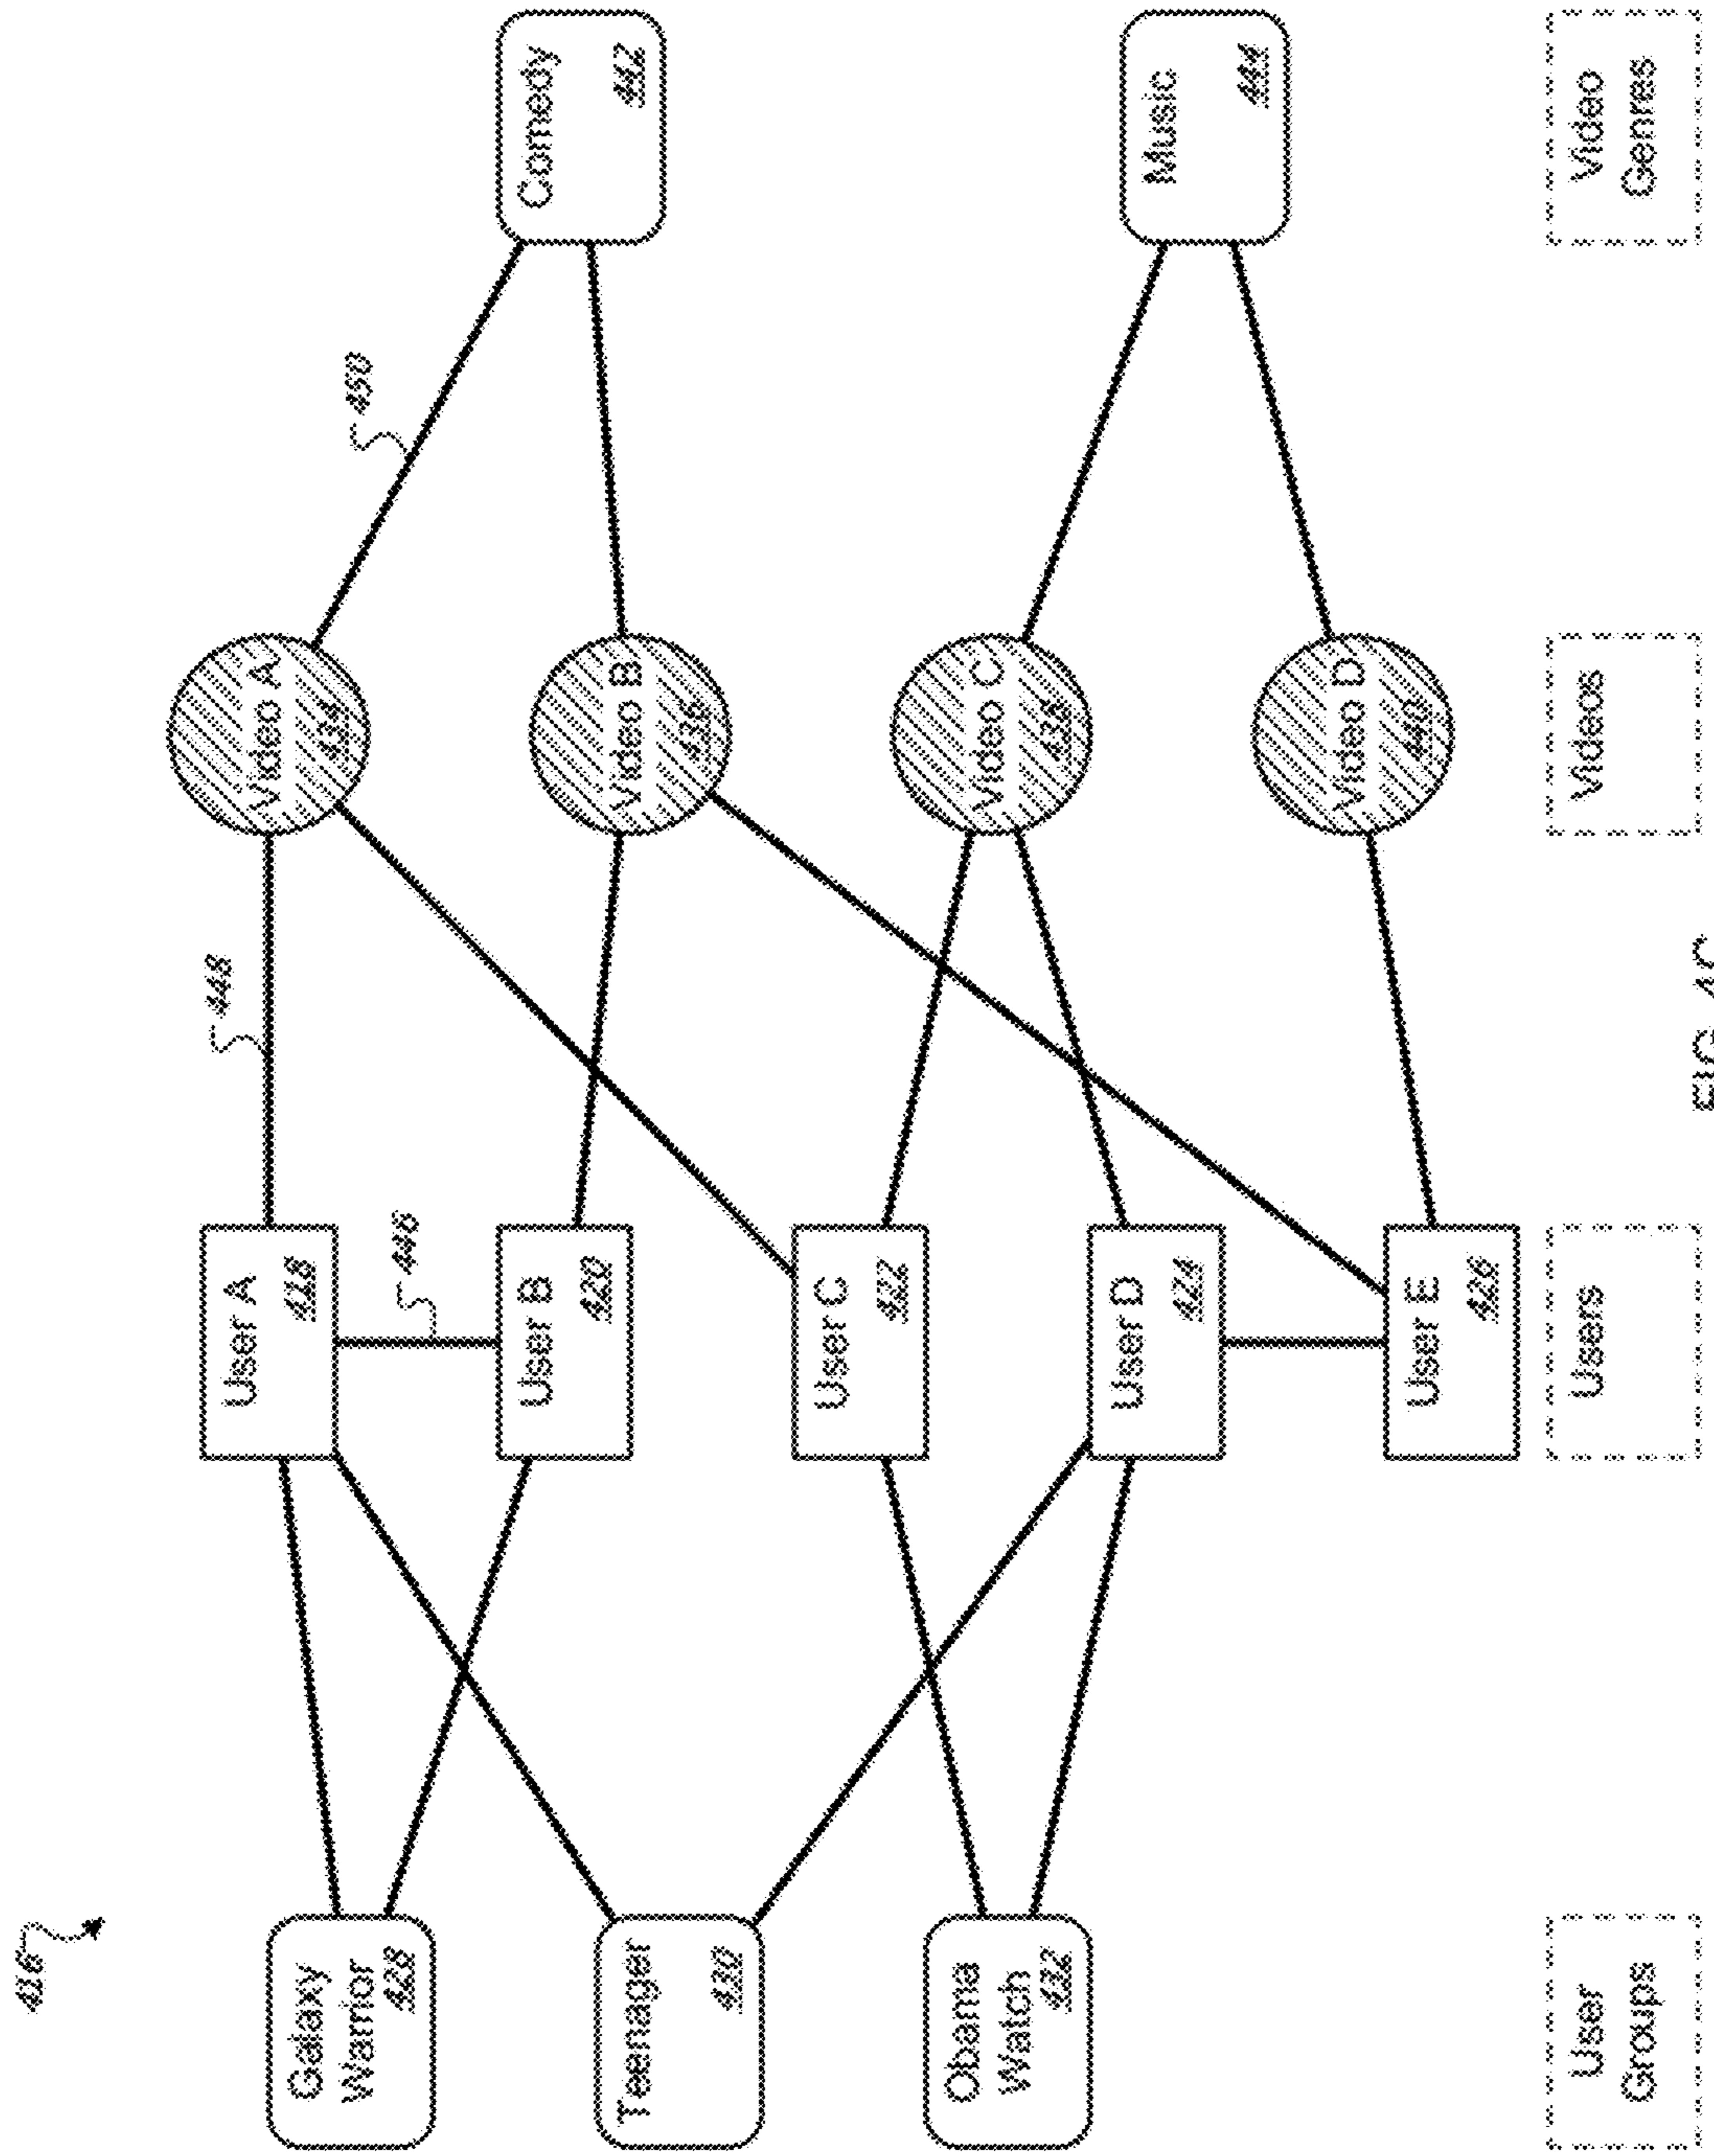 416
Galaxy
Warrior
428
Teenager
430
Obama
Watch
432
User
Groups
User A
418
446
User B
420
User C
422
User D
424
User E
426
Users
448
Video A
434
Video B
436
Video C
438
Video D
440
Videos
450
Comedy
442
Music
444
Video
Genres
FIG. 4C